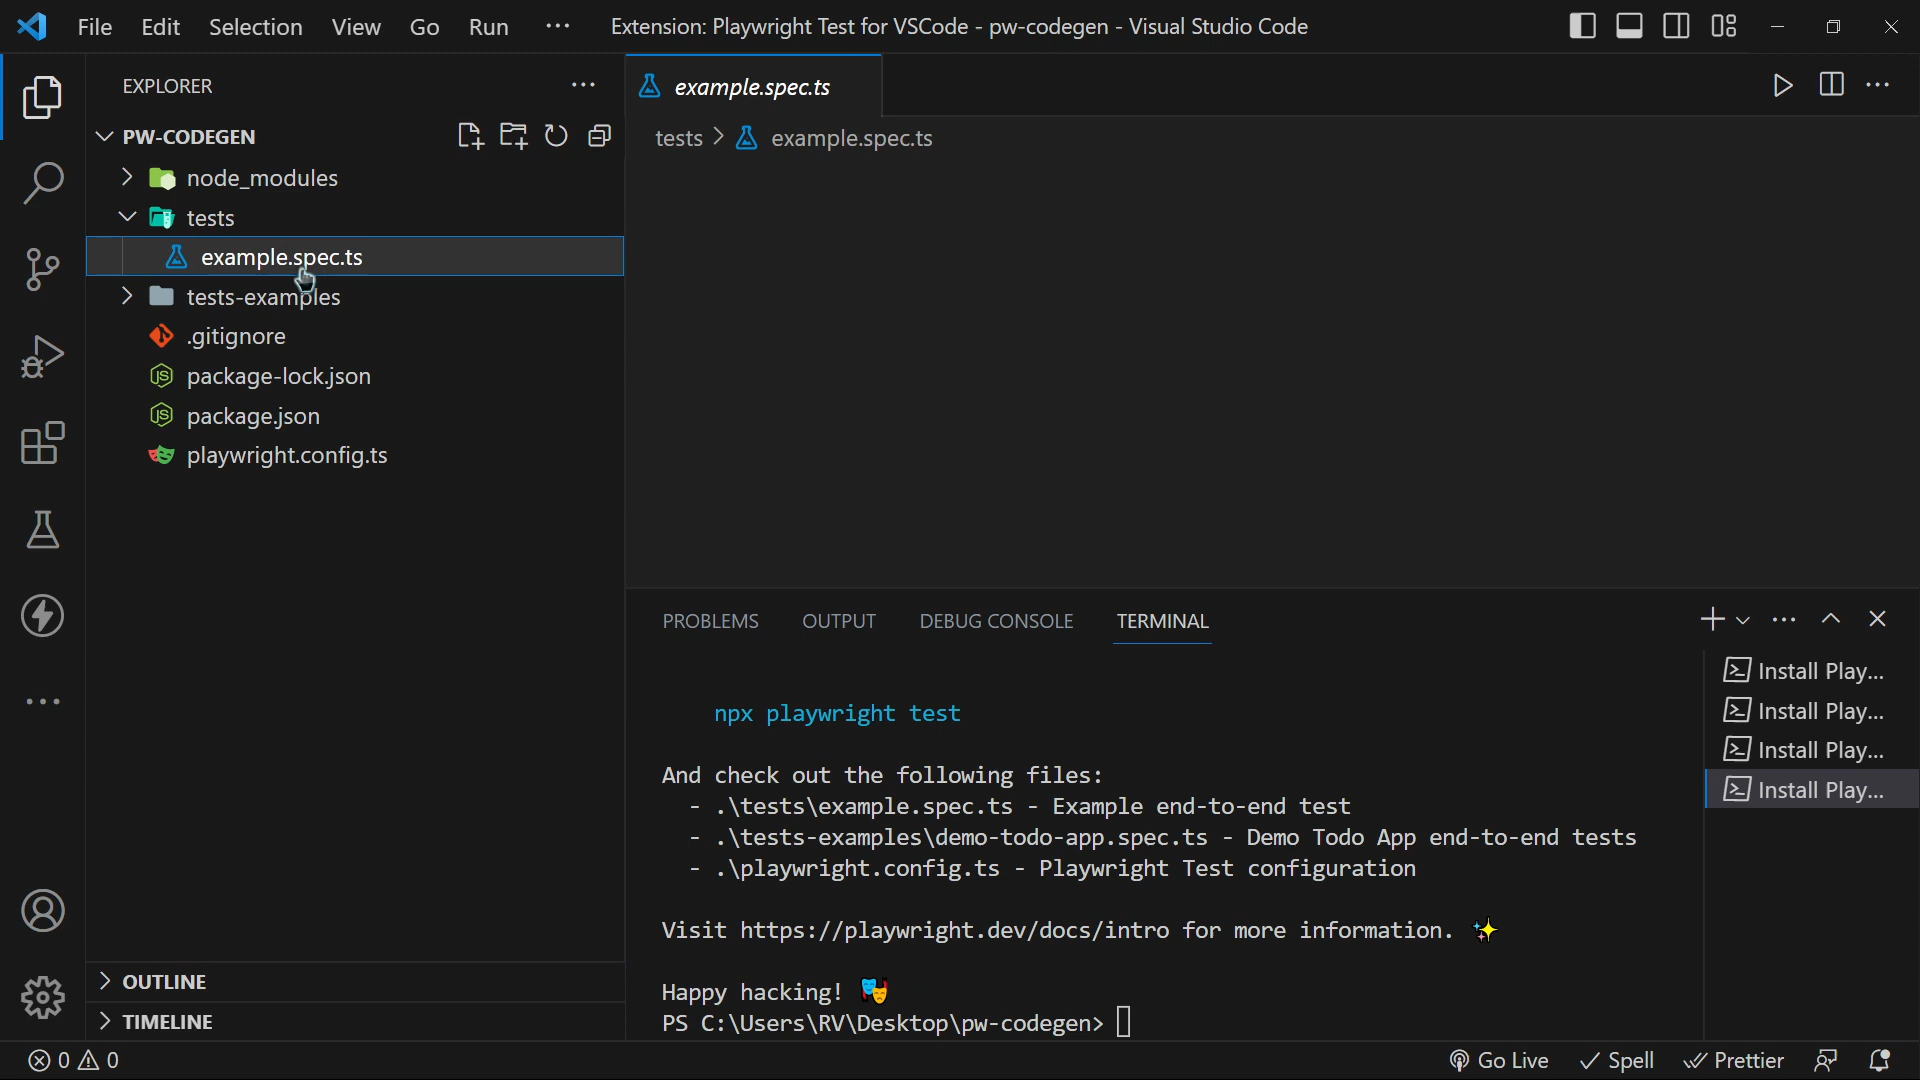 File Edit Selection View Go Run ··· Extension: Playwright Test for VSCode - pw-codegen - Visual Studio Code
EXPLORER
PW-CODEGEN
node_modules
tests
example.spec.ts
tests-examples
.gitignore
package-lock.json
package.json
playwright.config.ts
OUTLINE
TIMELINE
example.spec.ts
tests > example.spec.ts
PROBLEMS OUTPUT DEBUG CONSOLE TERMINAL
npx playwright test
And check out the following files:
- .\tests\example.spec.ts - Example end-to-end test
- .\tests-examples\demo-todo-app.spec.ts - Demo Todo App end-to-end tests
- .\playwright.config.ts - Playwright Test configuration
Visit https://playwright.dev/docs/intro for more information. ✨
Happy hacking! 🎭
PS C:\Users\RV\Desktop\pw-codegen>
Install Play...
Install Play...
Install Play...
Install Play...
0 0 Go Live Spell Prettier